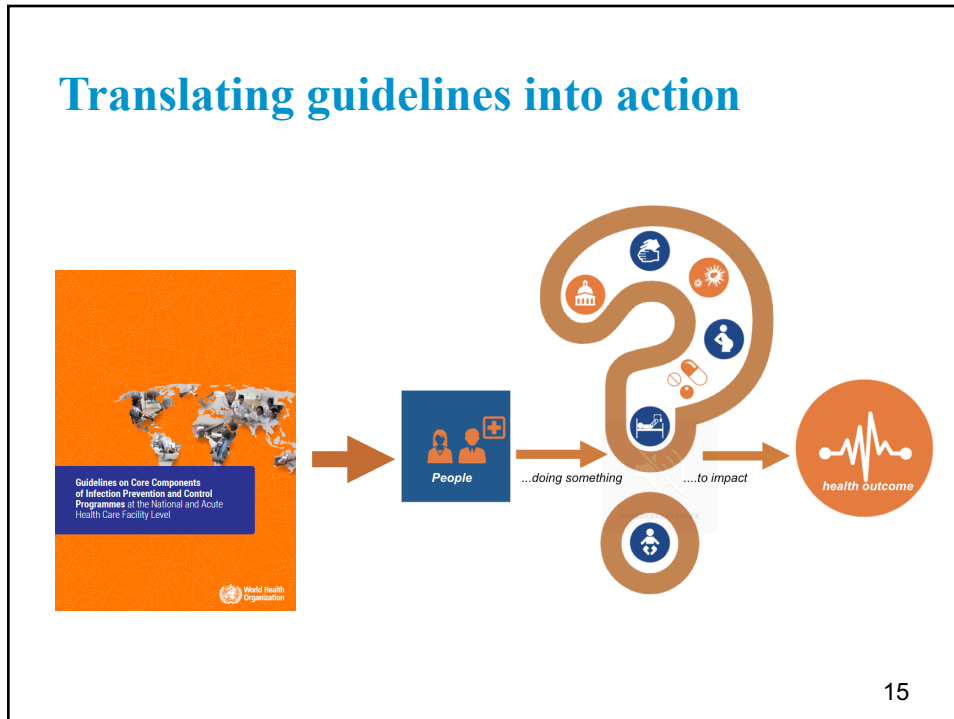 Translating guidelines into action
Guidelines on Core Components
of Infection Prevention and Control
Programmes at the National and Acute
Health Care Facility Level
World Health
Organization
People
...doing something
....to impact
health outcome
15